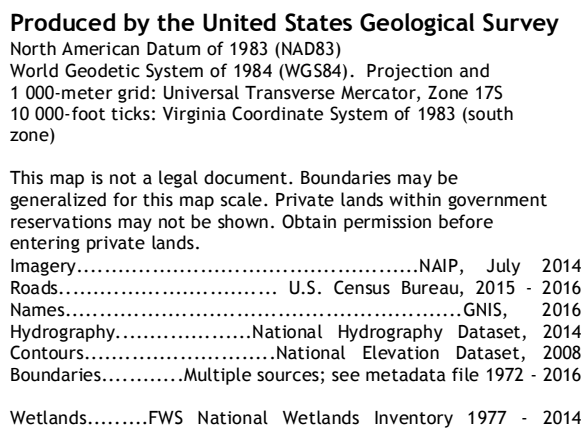 Produced by the United States Geological Survey
North American Datum of 1983 (NAD83)
World Geodetic System of 1984 (WGS84). Projection and
1 000-meter grid: Universal Transverse Mercator, Zone 17S
10 000-foot ticks: Virginia Coordinate System of 1983 (south
zone)
This map is not a legal document. Boundaries may be
generalized for this map scale. Private lands within government
reservations may not be shown. Obtain permission before
entering private lands.
Imagery..................................................NAIP, July 2014
Roads................................ U.S. Census Bureau, 2015 - 2016
Names..........................................................GNIS, 2016
Hydrography....................National Hydrography Dataset, 2014
Contours............................National Elevation Dataset, 2008
Boundaries............Multiple sources; see metadata file 1972 - 2016
Wetlands.........FWS National Wetlands Inventory 1977 - 2014